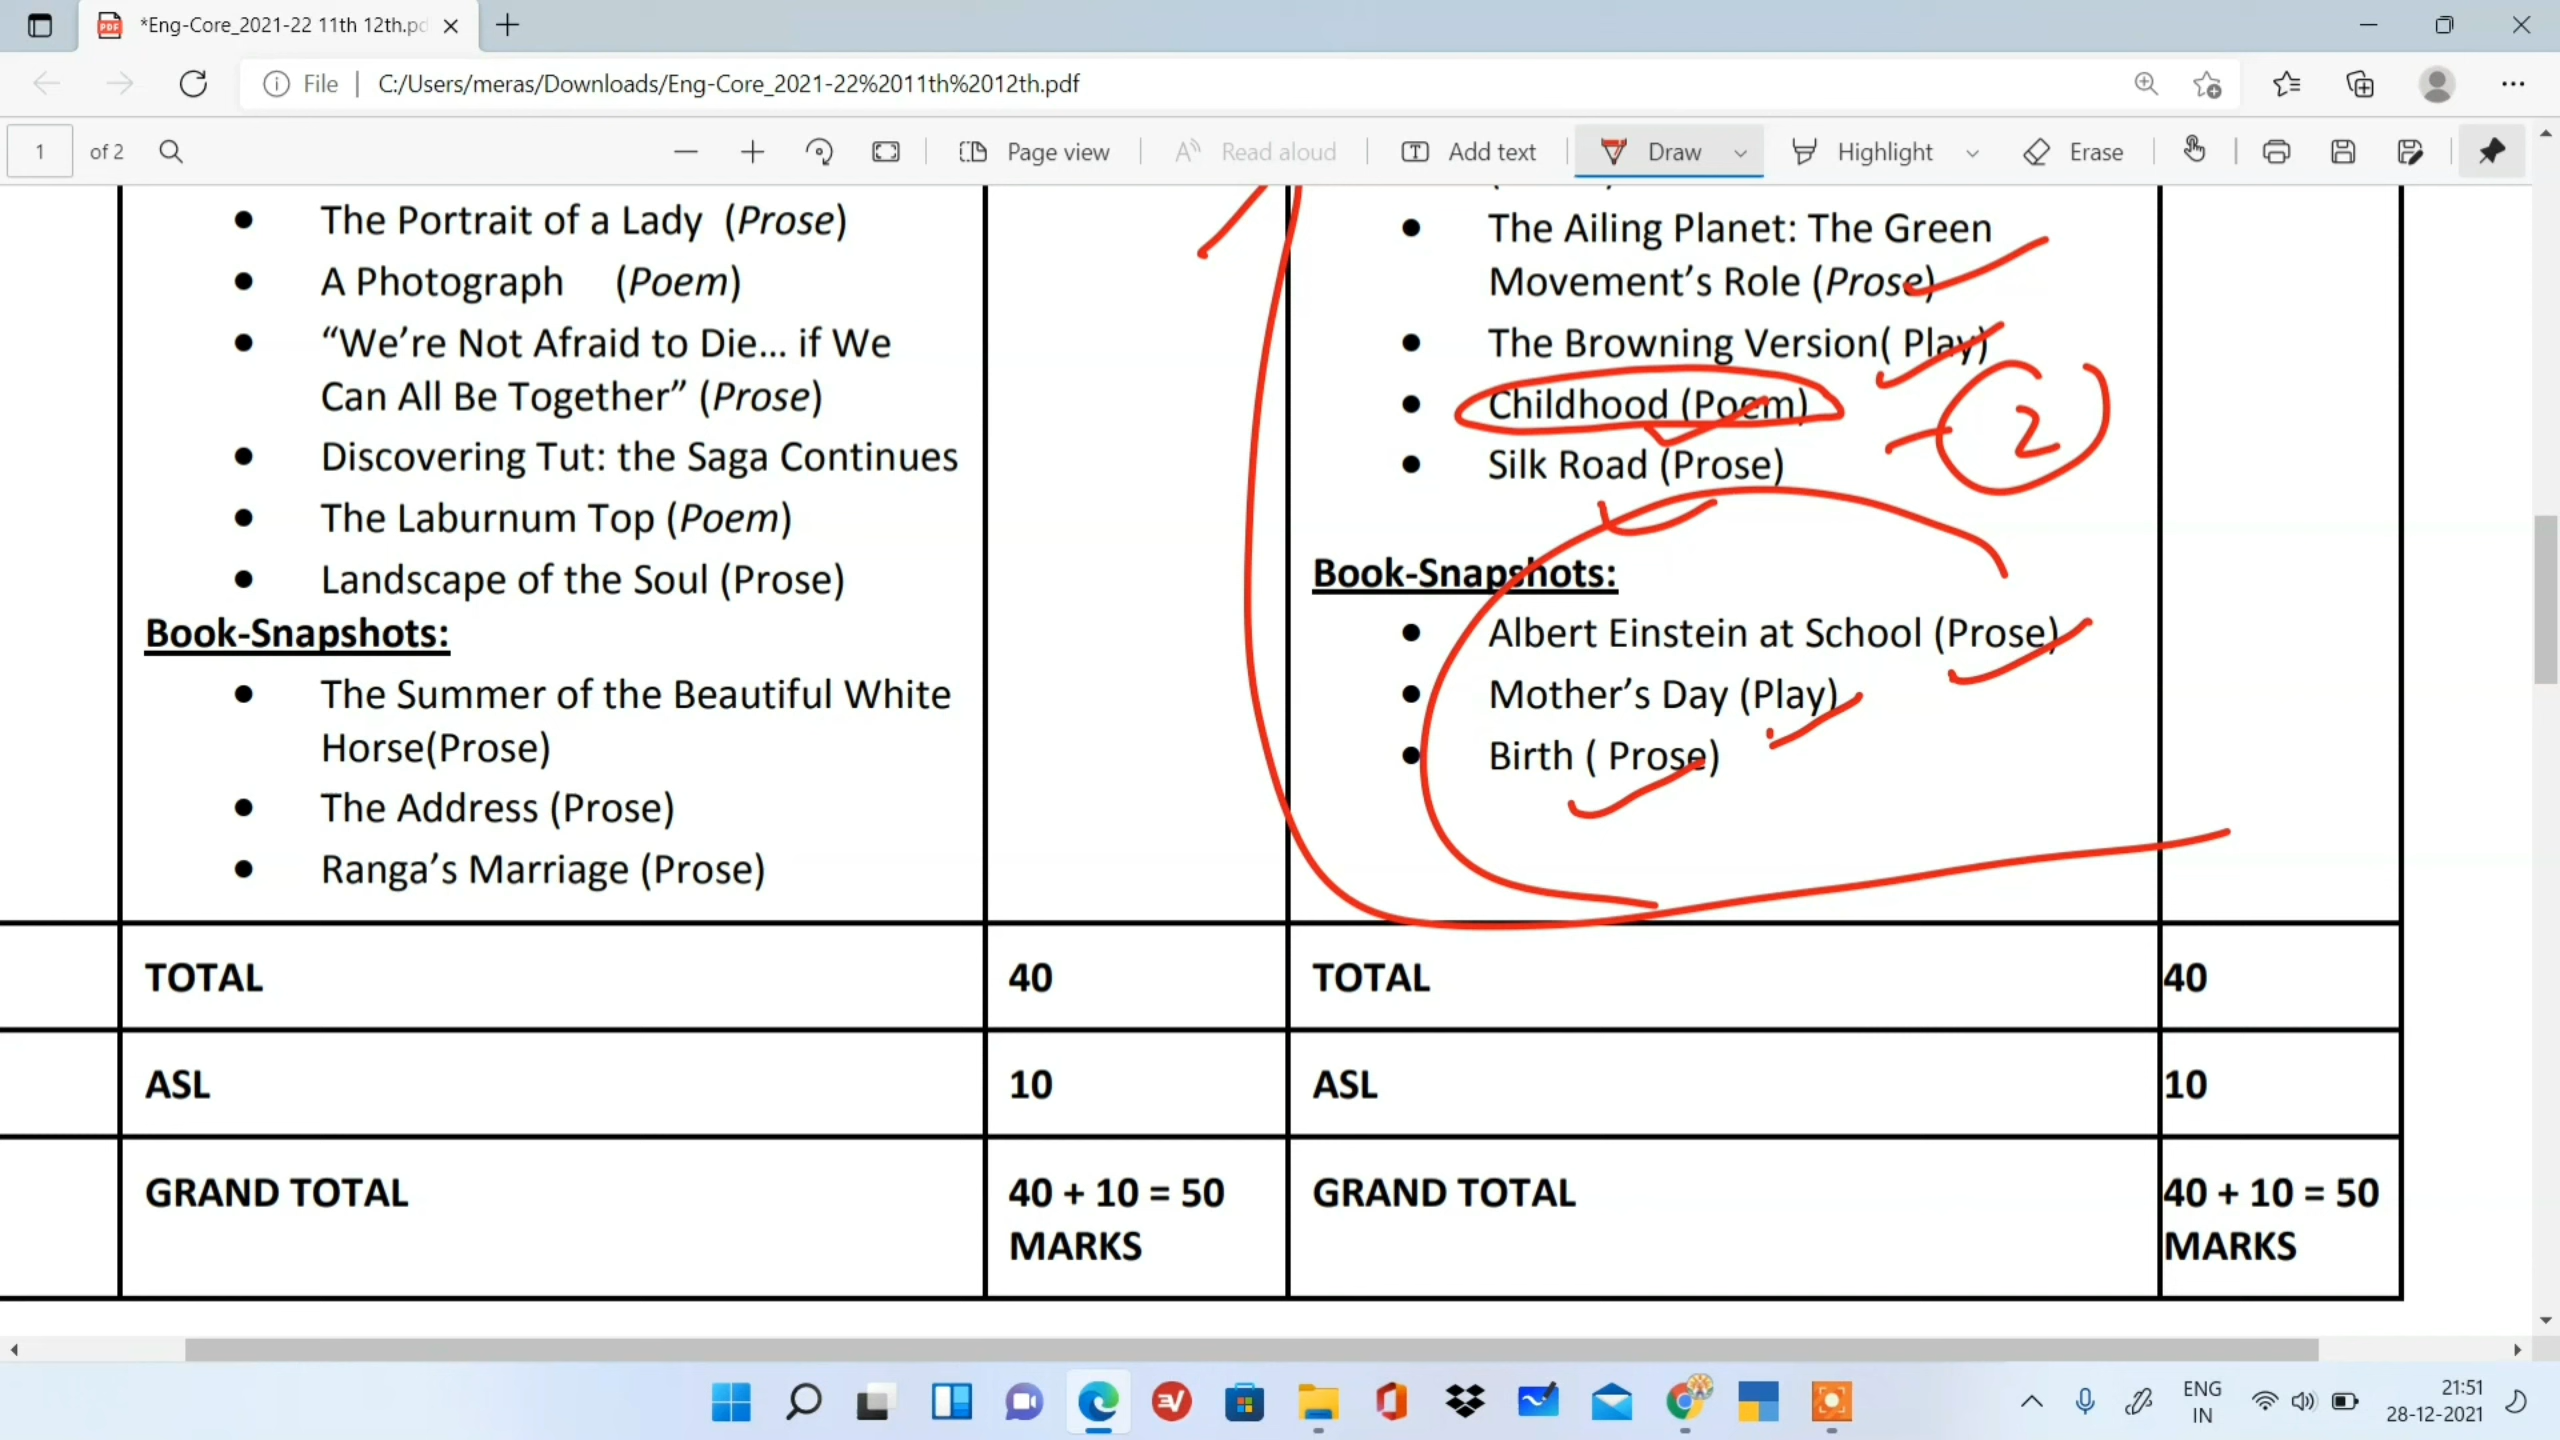 *Eng-Core_2021-22 11th 12th.pd
File
C:/Users/meras/Downloads/Eng-Core_2021-22%2011th%2012th.pdf
1 of 2
Page view
Read aloud
Add text
Draw
Highlight
Erase
• The Portrait of a Lady (Prose)
• A Photograph (Poem)
• “We’re Not Afraid to Die... if We
Can All Be Together” (Prose)
• Discovering Tut: the Saga Continues
• The Laburnum Top (Poem)
• Landscape of the Soul (Prose)
Book-Snapshots:
• The Summer of the Beautiful White
Horse(Prose)
• The Address (Prose)
• Ranga’s Marriage (Prose)
• The Ailing Planet: The Green
Movement’s Role (Prose)
• The Browning Version( Play)
• Childhood (Poem)
2
• Silk Road (Prose)
Book-Snapshots:
• Albert Einstein at School (Prose)
• Mother’s Day (Play)
• Birth ( Prose)
TOTAL 40 TOTAL 40
ASL 10 ASL 10
GRAND TOTAL 40 + 10 = 50 GRAND TOTAL 40 + 10 = 50
MARKS MARKS
ENG
IN
21:51
28-12-2021